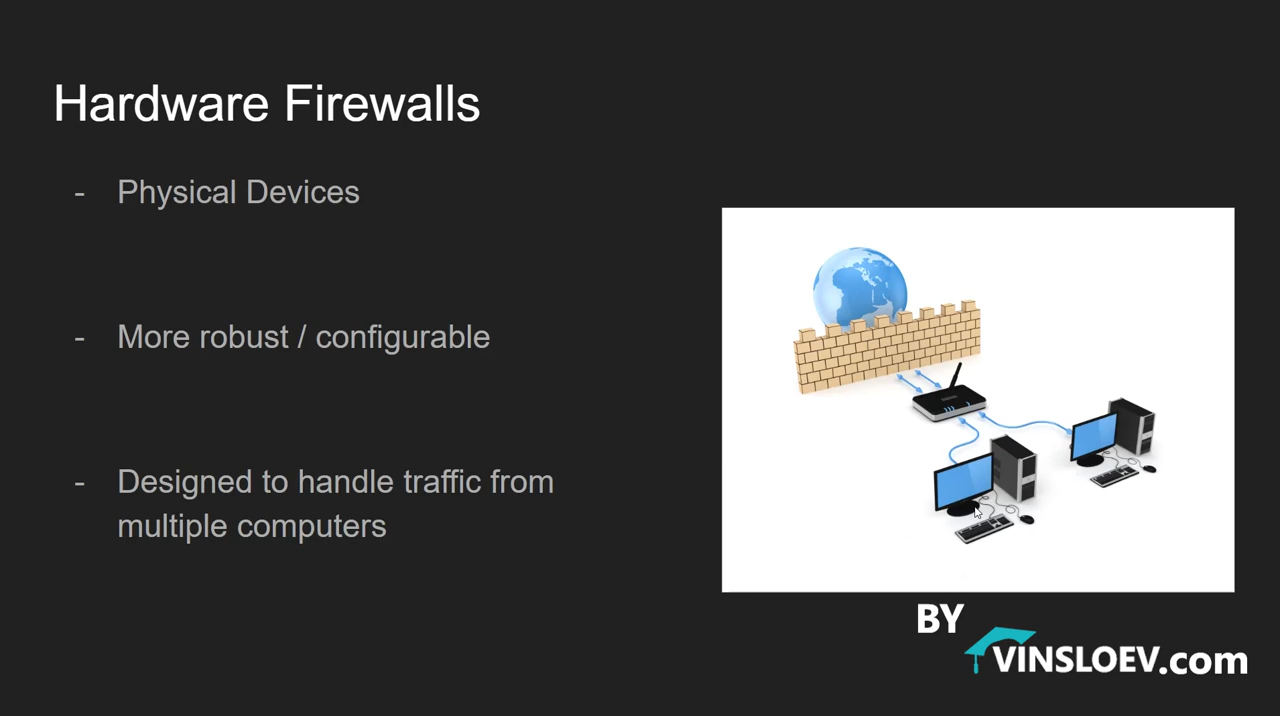 Hardware Firewalls
- Physical Devices
- More robust / configurable
- Designed to handle traffic from
multiple computers
BY
VINSLOEV.com